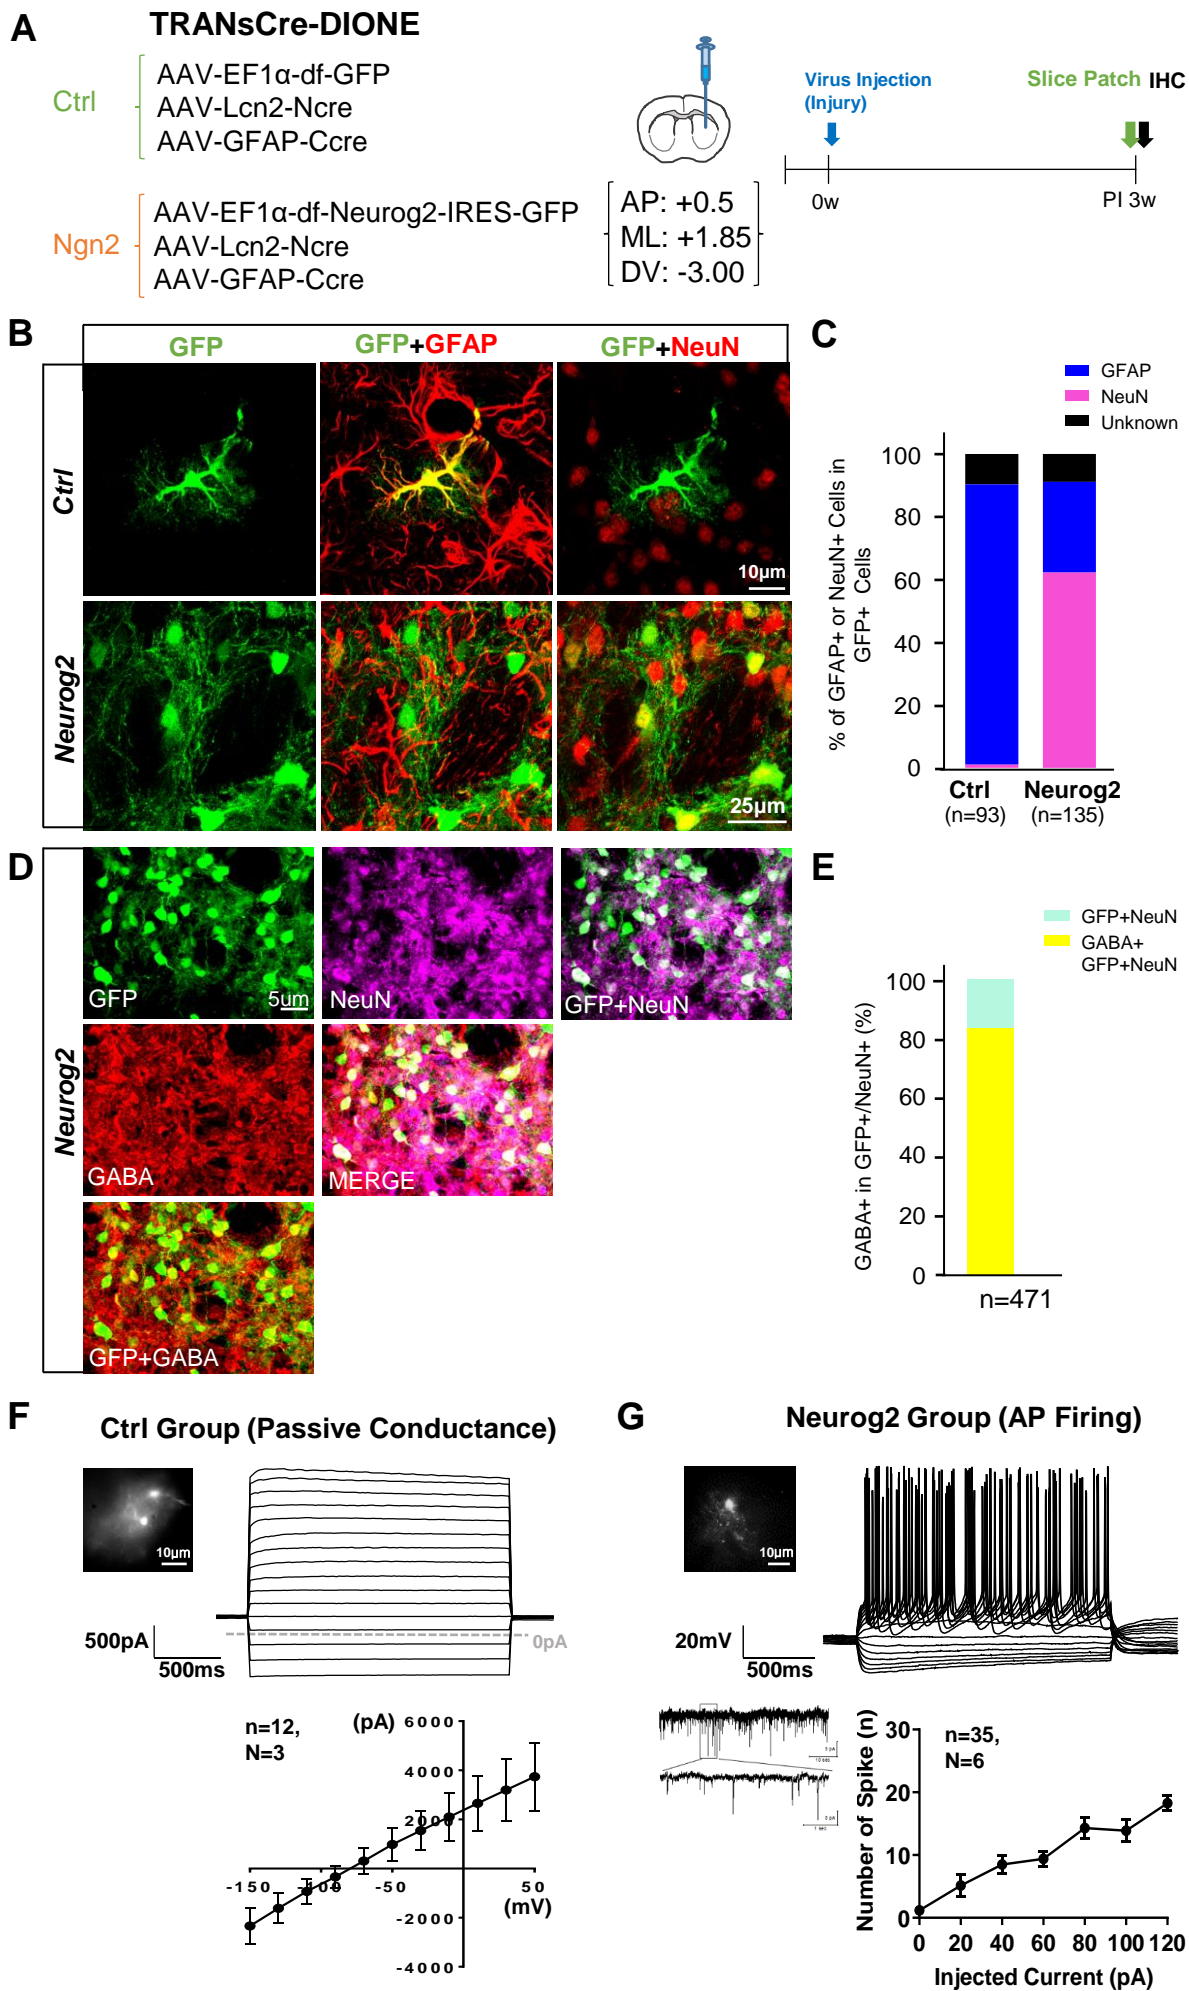 A
TRANsCre-DIONE
Ctrl
AAV-EF1α-df-GFP
AAV-Lcn2-Ncre
AAV-GFAP-Ccre
Ngn2
AAV-EF1α-df-Neurog2-IRES-GFP
AAV-Lcn2-Ncre
AAV-GFAP-Ccre
AP: +0.5
ML: +1.85
DV: -3.00
Virus Injection
(Injury)
Slice Patch IHC
0w
PI 3w
B
GFP
GFP+GFAP
GFP+NeuN
Ctrl
10µm
Neurog2
25µm
C
GFAP
NeuN
Unknown
% of GFAP+ or NeuN+ Cells in
GFP+ Cells
100
80
60
40
20
0
Ctrl
(n=93)
Neurog2
(n=135)
D
Neurog2
GFP
5um
NeuN
GFP+NeuN
GABA
MERGE
GFP+GABA
E
GFP+NeuN
GABA+
GFP+NeuN
GABA+ in GFP+/NeuN+ (%)
100
80
60
40
20
0
n=471
F
Ctrl Group (Passive Conductance)
10µm
500pA
500ms
0pA
n=12,
N=3
(pA)
6000
4000
2000
-2000
-4000
-150
-100
-50
50
(mV)
G
Neurog2 Group (AP Firing)
10µm
20mV
500ms
10 sec
1 sec
Number of Spike (n)
30
20
10
0
n=35,
N=6
0 20 40 60 80 100 120
Injected Current (pA)